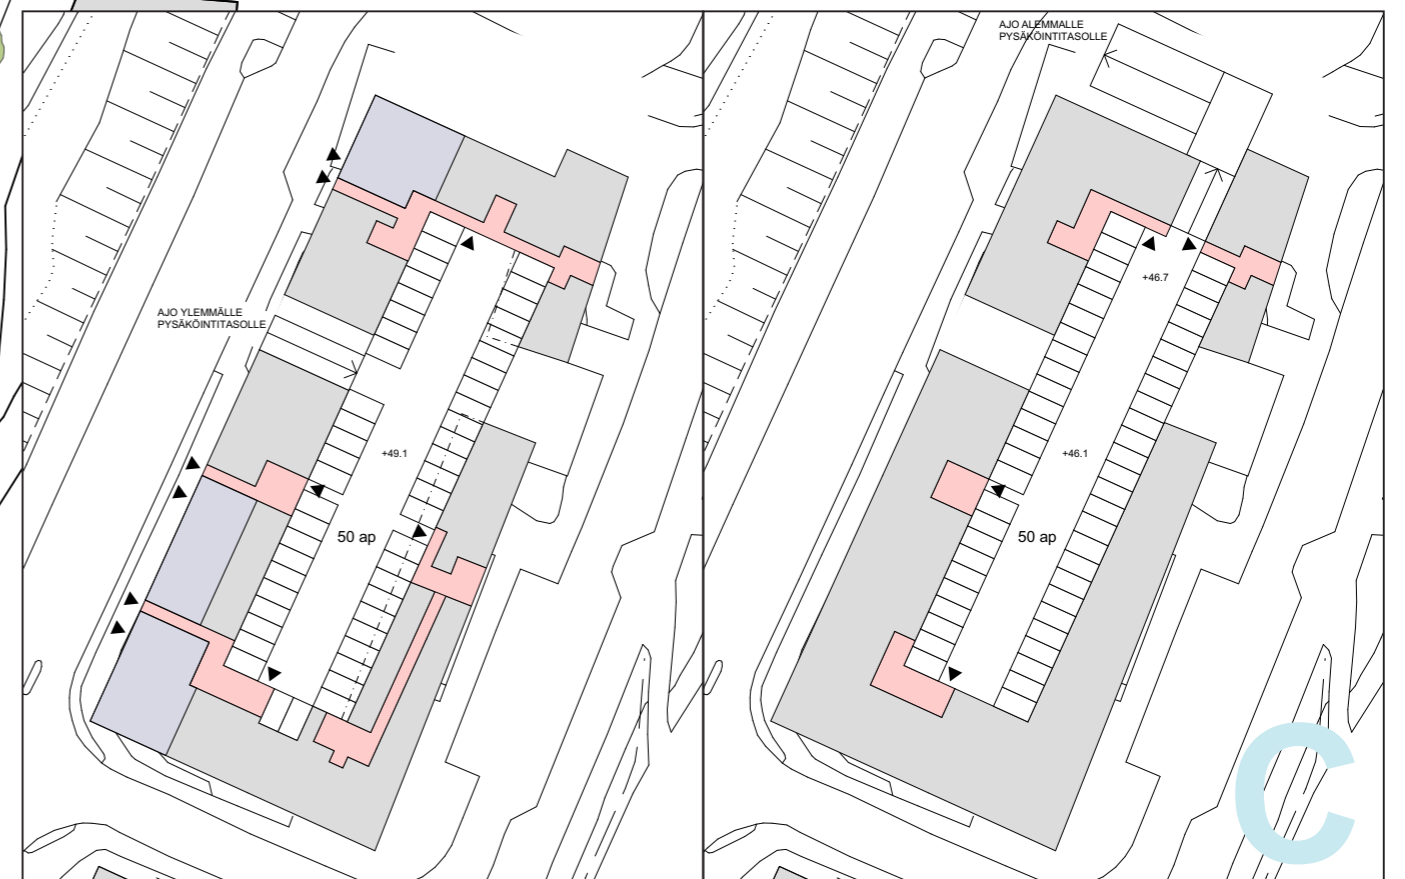 AJO YLEMMÄLLE
PYSÄKÖINTITASOLLE
+49.1
50 ap
AJO ALEMMALLE
PYSÄKÖINTITASOLLE
+46.7
+46.1
50 ap
C